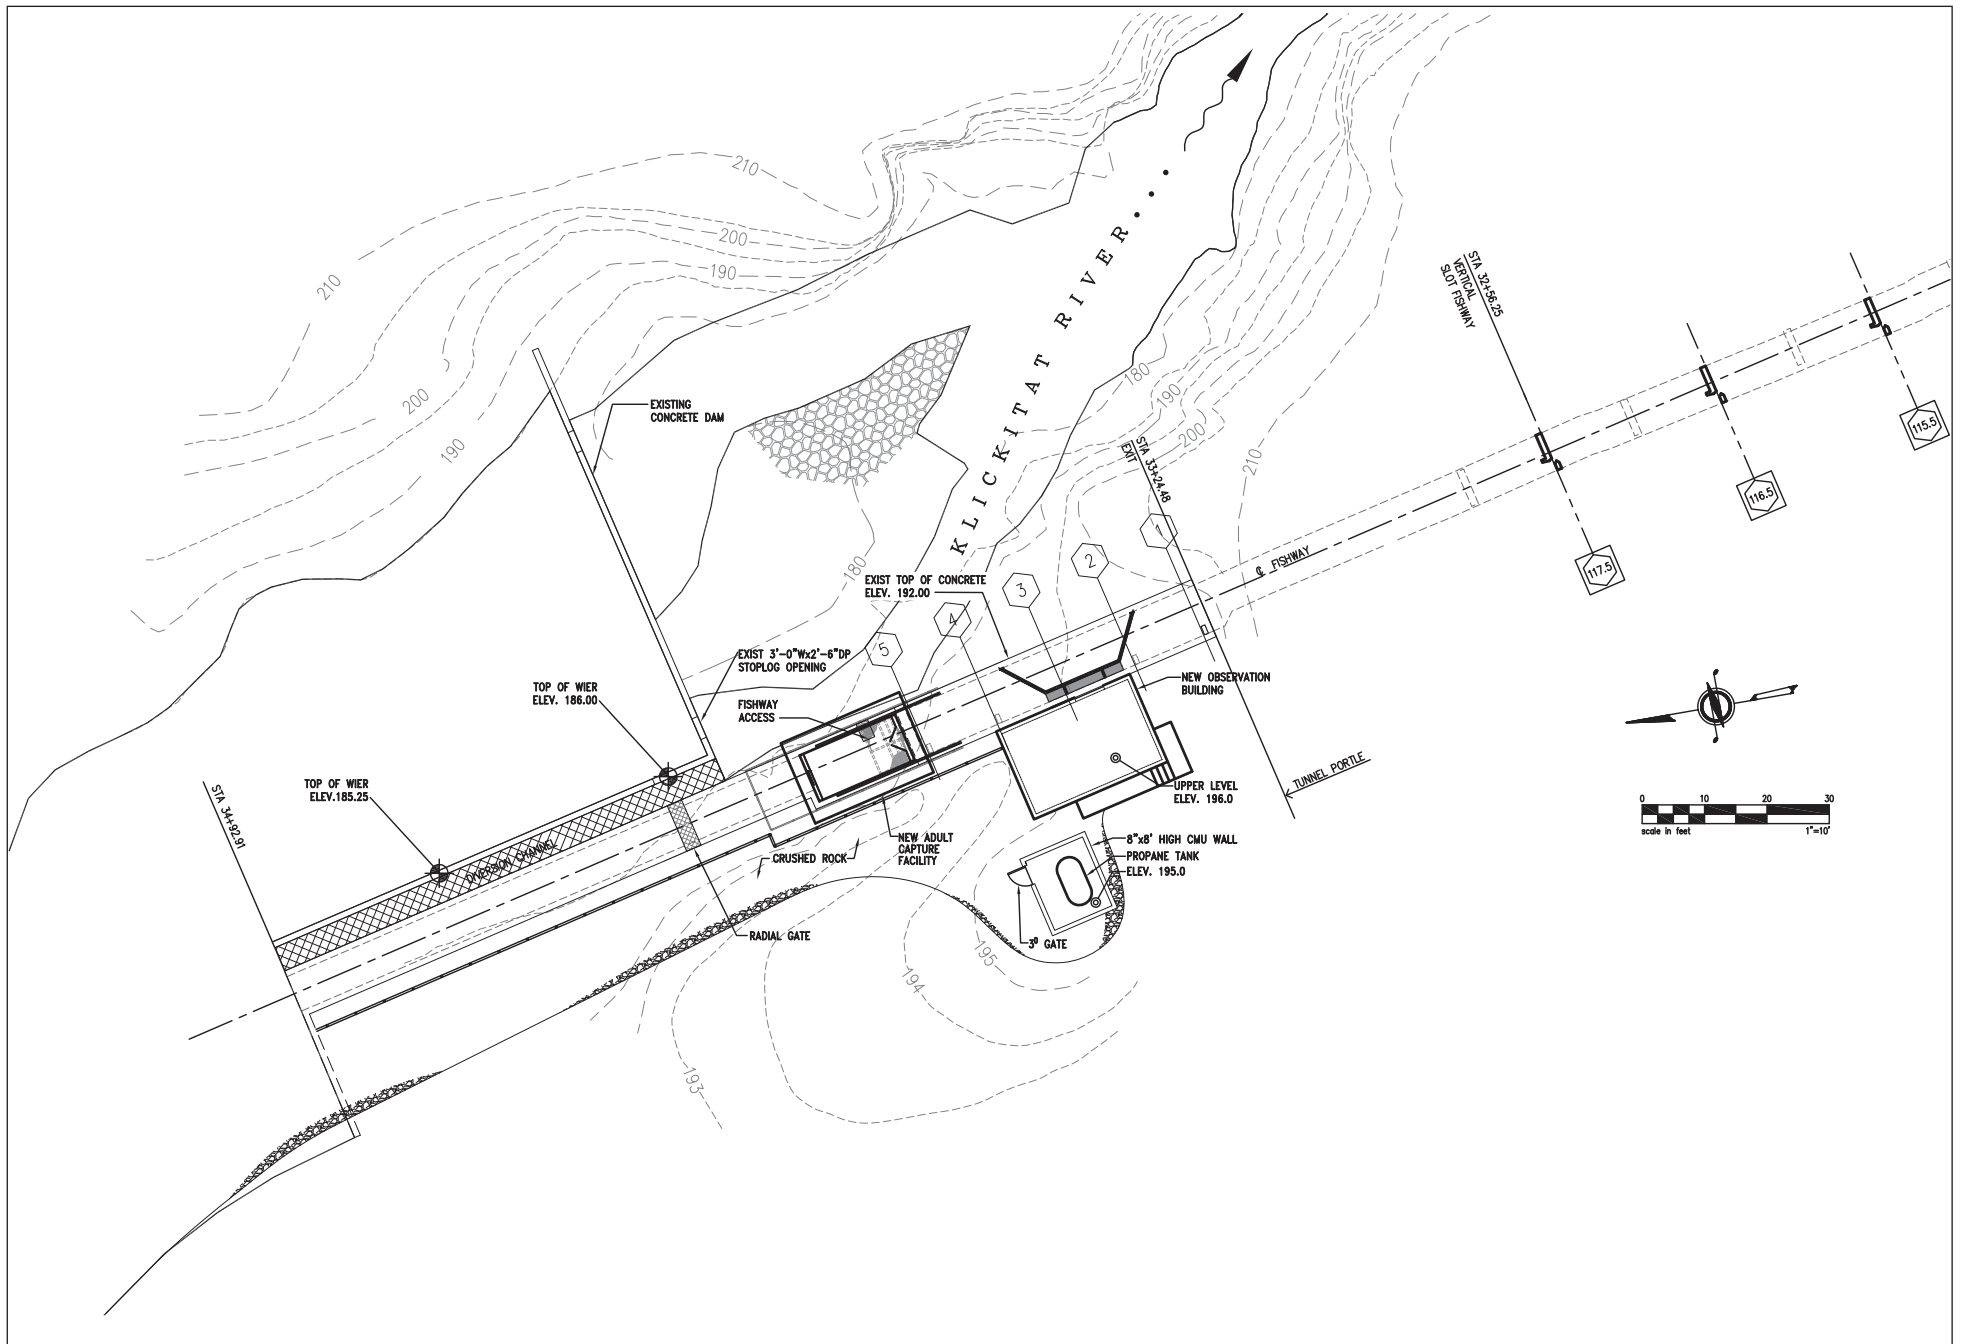 210
200
190
210
200
190
KLICKITAT RIVER
EXISTING
CONCRETE DAM
STA 32+56.25
VERTICAL
SLOT FISHWAY
180
190
200
210
STA 33+24.48
EXIT
115.5
116.5
117.5
180
EXIST TOP OF CONCRETE
ELEV. 192.00
1
2
3
4
5
℄ FISHWAY
EXIST 3'-0"Wx2'-6"DP
STOPLOG OPENING
TOP OF WIER
ELEV. 186.00
FISHWAY
ACCESS
NEW OBSERVATION
BUILDING
TOP OF WIER
ELEV.185.25
STA 34+92.91
DIVERSION CHANNEL
UPPER LEVEL
ELEV. 196.0
TUNNEL PORTLE
0 10 20 30
scale in feet 1"=10'
NEW ADULT
CAPTURE
FACILITY
CRUSHED ROCK
8"x8' HIGH CMU WALL
PROPANE TANK
ELEV. 195.0
RADIAL GATE
3⁰ GATE
195
194
193